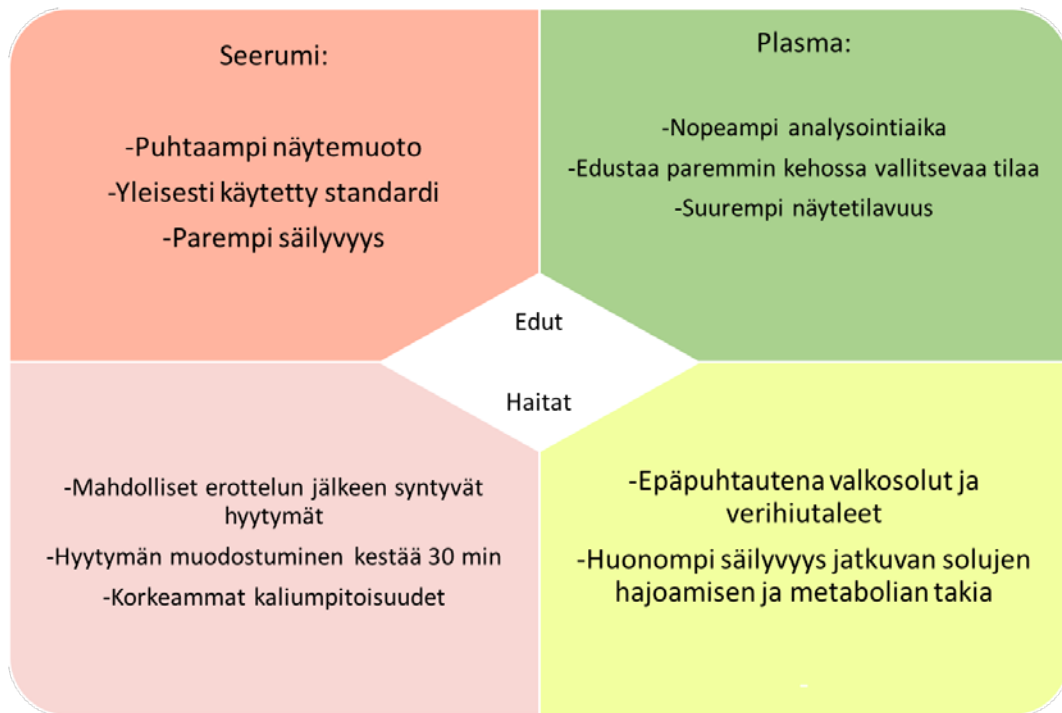 Seerumi:
-Puhtaampi näytemuoto
-Yleisesti käytetty standardi
-Parempi säilyvyys
Plasma:
-Nopeampi analysointiaika
-Edustaa paremmin kehossa vallitsevaa tilaa
-Suurempi näytetilavuus
Edut
Haitat
-Mahdolliset erottelun jälkeen syntyvät
hyytymät
-Hyytymän muodostuminen kestää 30 min
-Korkeammat kaliumpitoisuudet
-Epäpuhtautena valkosolut ja
verihiutaleet
-Huonompi säilyvyys jatkuvan solujen
hajoamisen ja metabolian takia